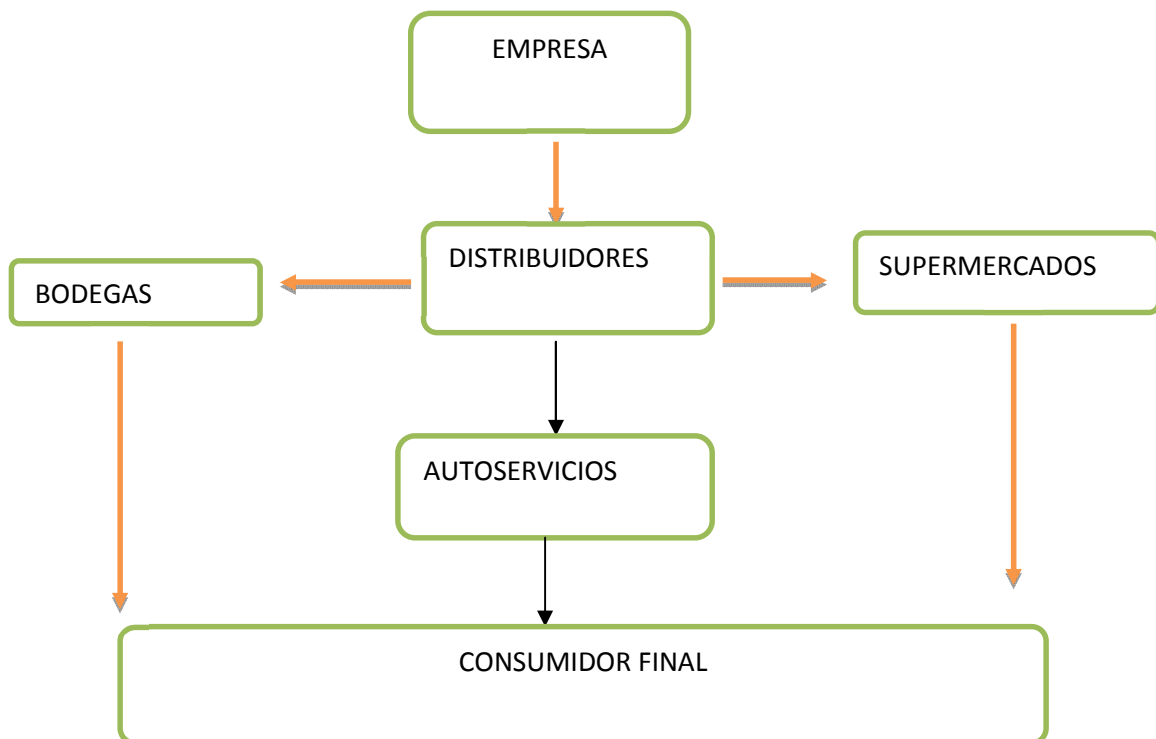 EMPRESA
DISTRIBUIDORES
SUPERMERCADOS
BODEGAS
AUTOSERVICIOS
CONSUMIDOR FINAL